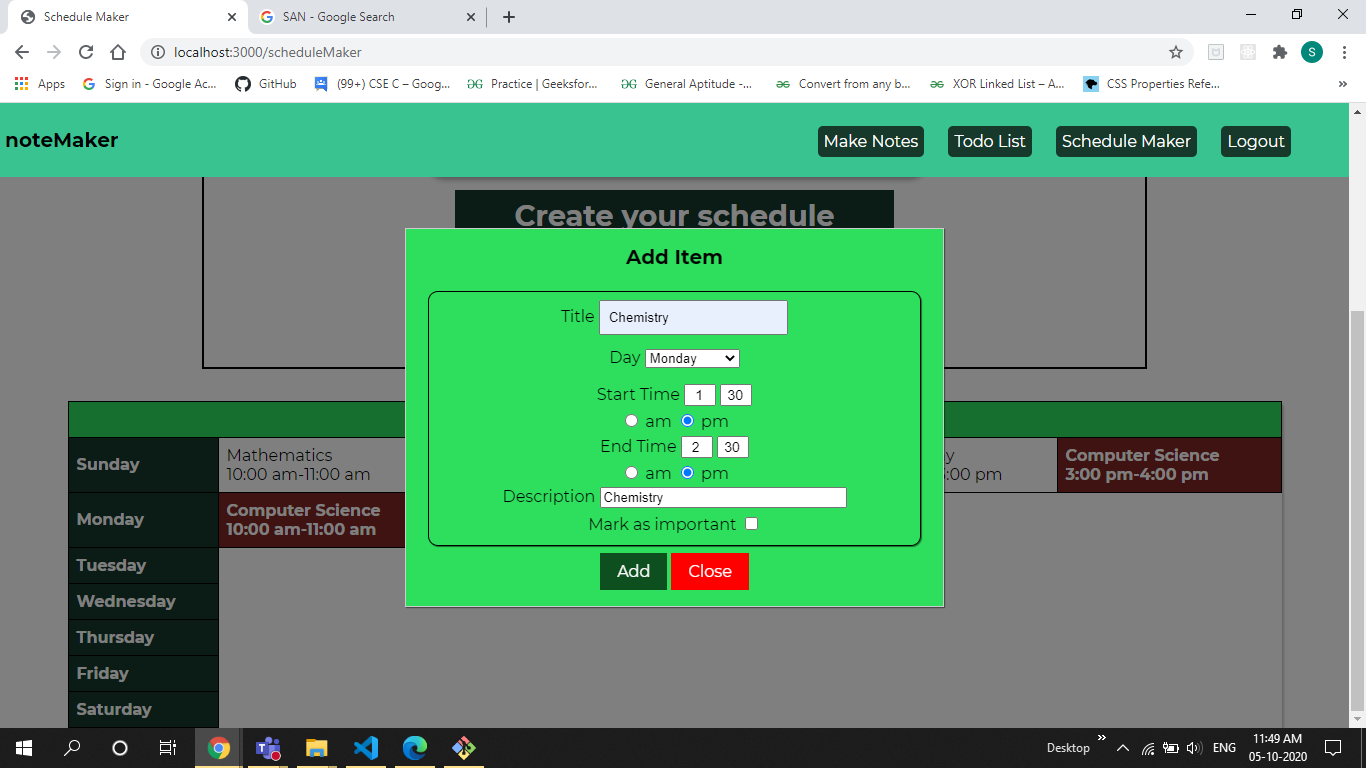 Schedule Maker
SAN - Google Search
localhost:3000/scheduleMaker
S
Apps
Sign in - Google Ac...
GitHub
(99+) CSE C – Goog...
Practice | Geeksfor...
General Aptitude -...
Convert from any b...
XOR Linked List – A...
CSS Properties Refe...
noteMaker
Make Notes
Todo List
Schedule Maker
Logout
Create your schedule
Add Item
Title Chemistry
Day Monday
Start Time 1 30
am pm
End Time 2 30
am pm
Description Chemistry
Mark as important
Add Close
Sunday
Mathematics
10:00 am-11:00 am
:00 pm
Computer Science
3:00 pm-4:00 pm
Monday
Computer Science
10:00 am-11:00 am
Tuesday
Wednesday
Thursday
Friday
Saturday
Desktop
ENG
11:49 AM
05-10-2020